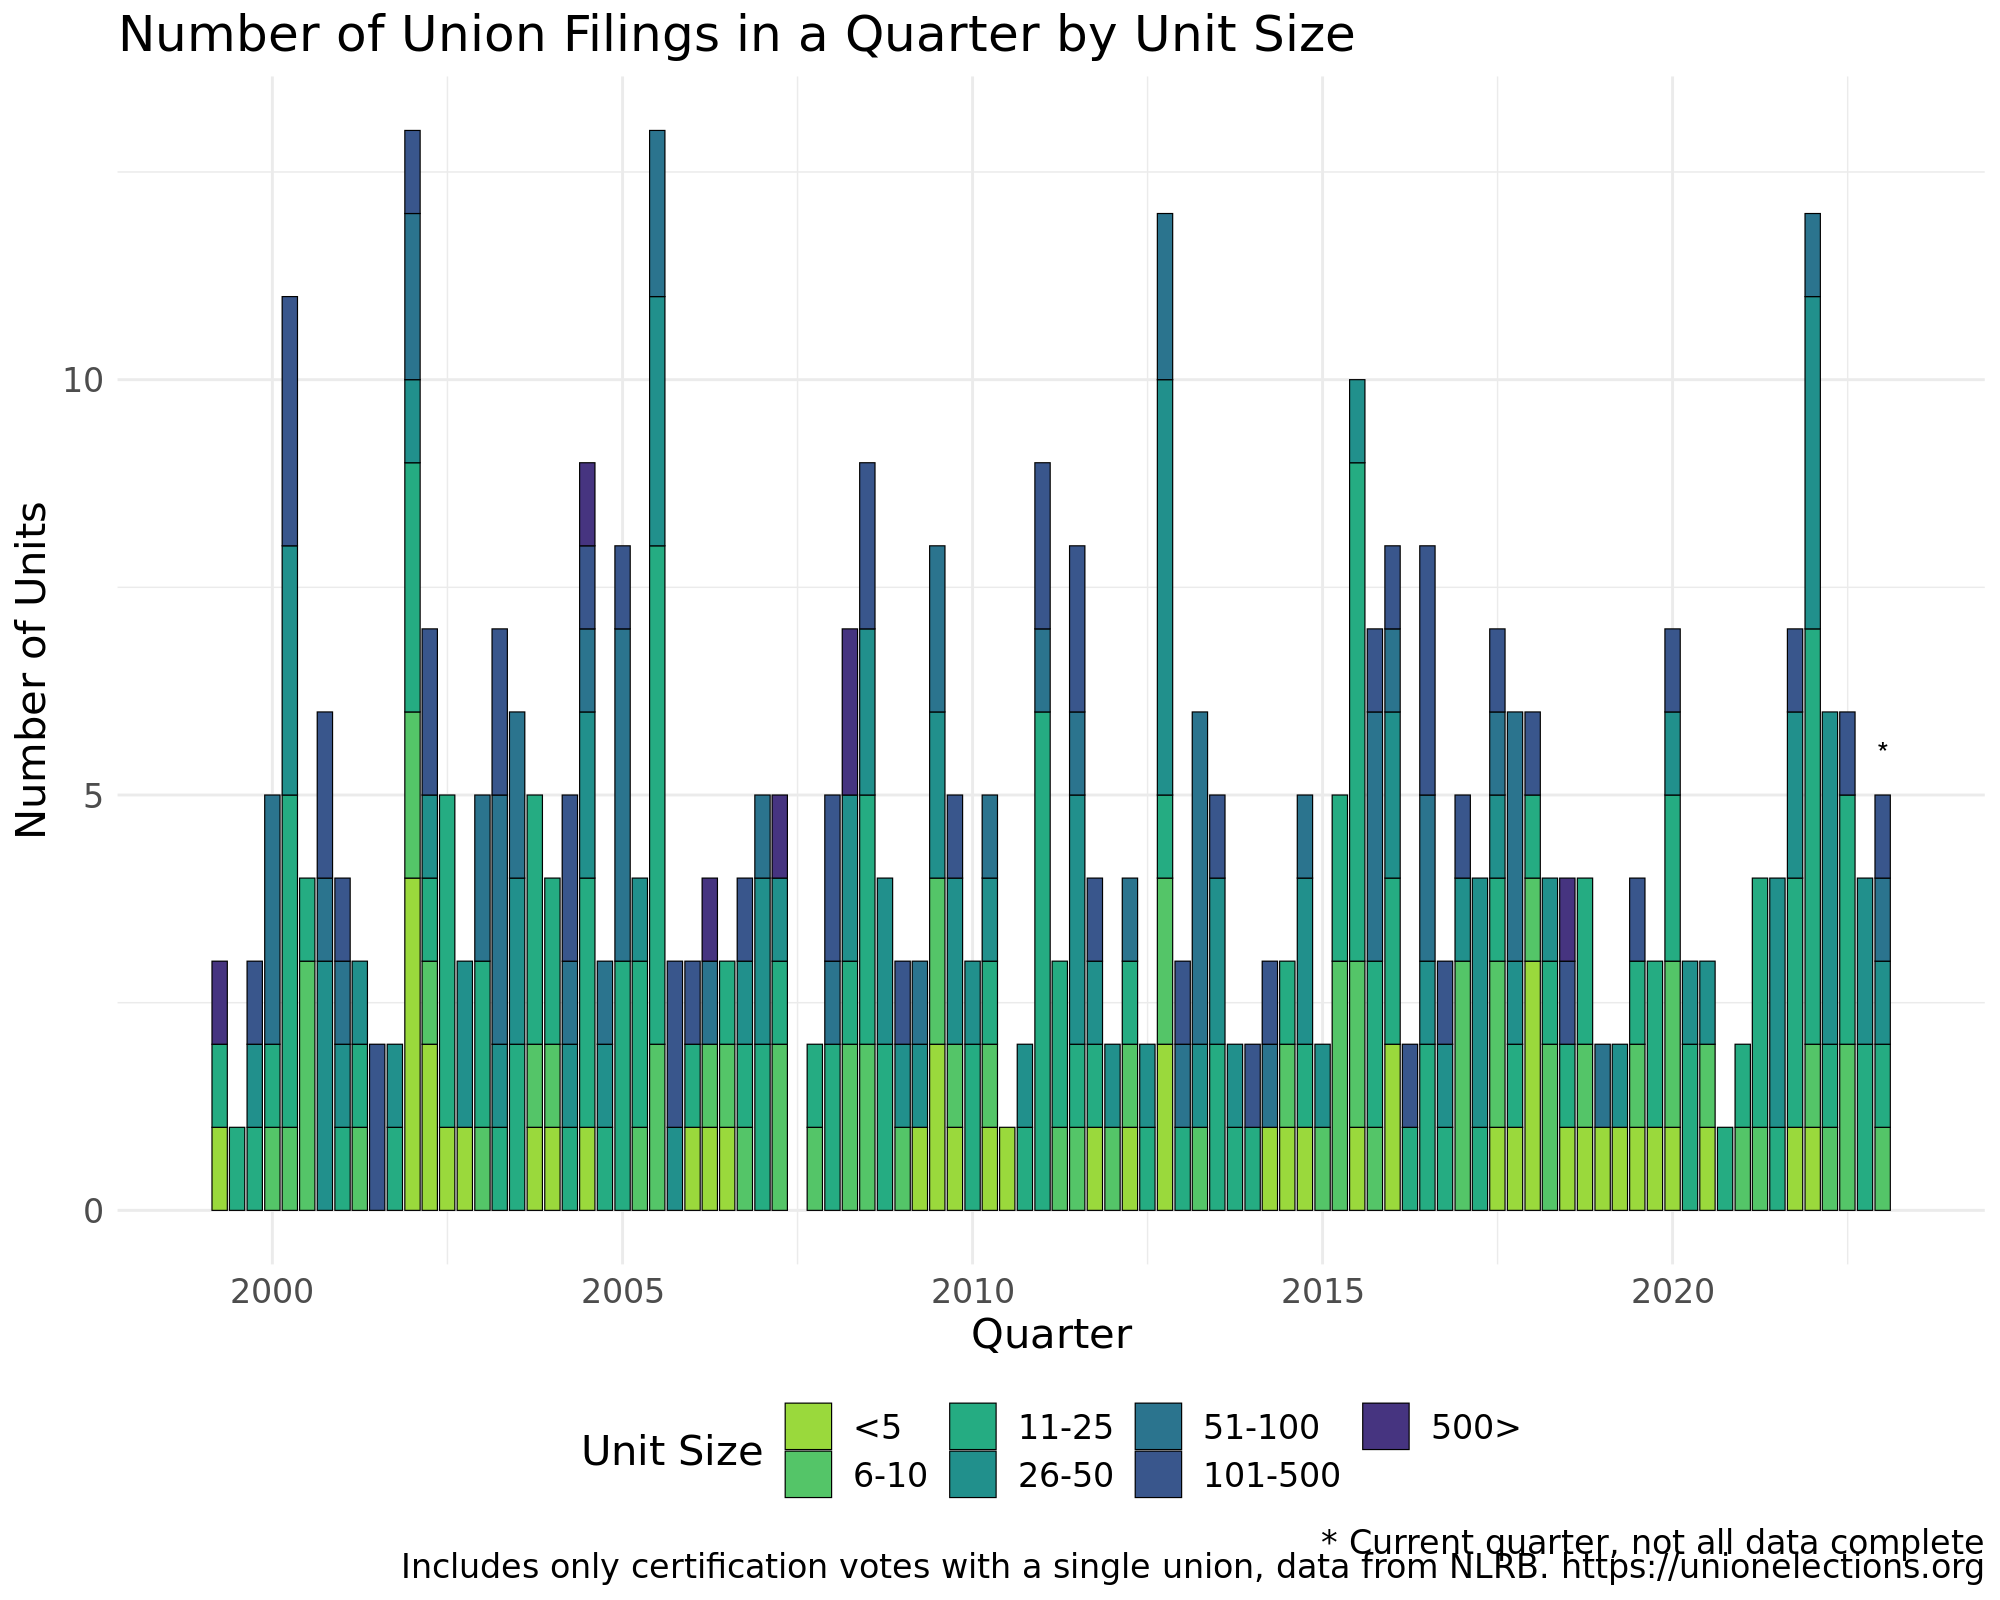 Number of Union Filings in a Quarter by Unit Size
Number of Units
10
5
0
*
2000 2005 2010 2015 2020
Quarter
Unit Size
<5 11-25 51-100 500>
6-10 26-50 101-500
* Current quarter, not all data complete
Includes only certification votes with a single union, data from NLRB. https://unionelections.org